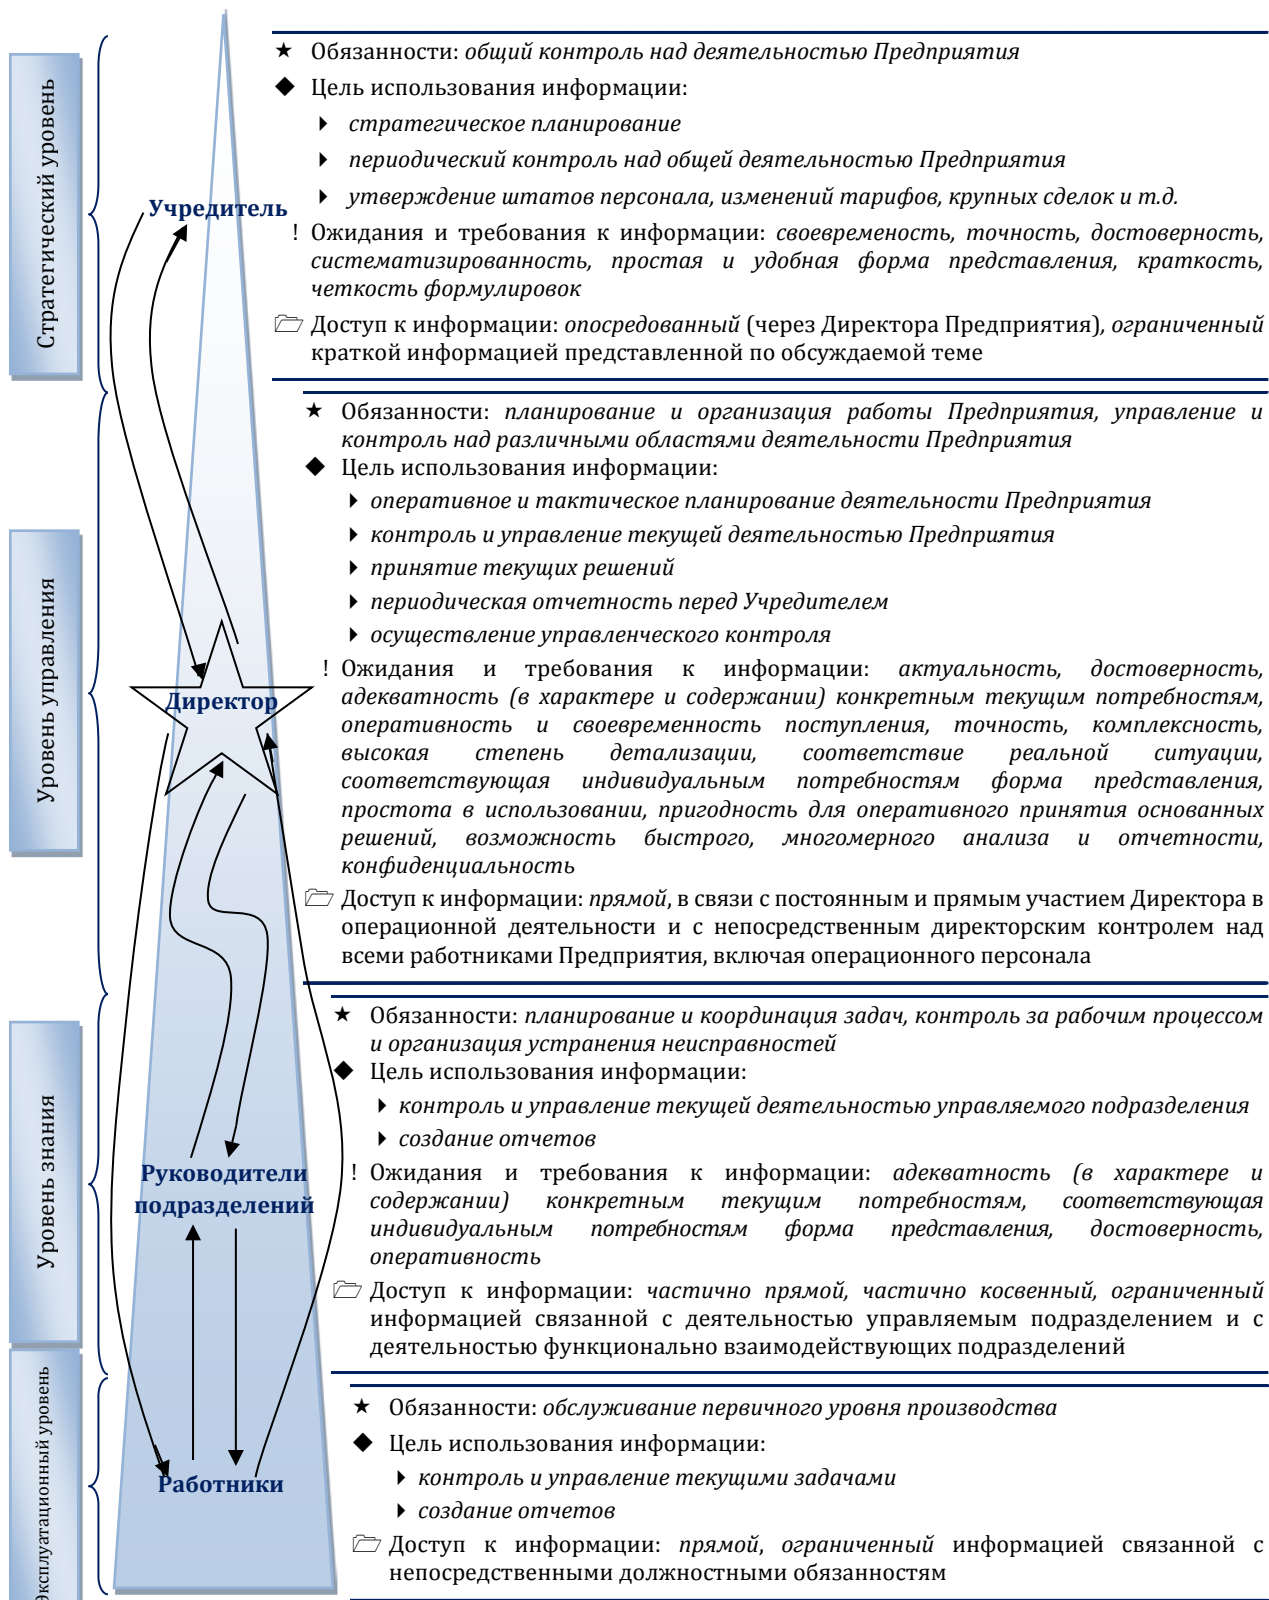 Стратегический уровень
Учредитель
★ Обязанности: общий контроль над деятельностью Предприятия
◆ Цель использования информации:
стратегическое планирование
периодический контроль над общей деятельностью Предприятия
утверждение штатов персонала, изменений тарифов, крупных сделок и т.д.
! Ожидания и требования к информации: своевременость, точность, достоверность,
систематизированность, простая и удобная форма представления, краткость,
четкость формулировок
Доступ к информации: опосредованный (через Директора Предприятия), ограниченный
краткой информацией представленной по обсуждаемой теме
Уровень управления
Директор
★ Обязанности: планирование и организация работы Предприятия, управление и
контроль над различными областями деятельности Предприятия
◆ Цель использования информации:
оперативное и тактическое планирование деятельности Предприятия
контроль и управление текущей деятельностью Предприятия
принятие текущих решений
периодическая отчетность перед Учредителем
осуществление управленческого контроля
! Ожидания и требования к информации: актуальность, достоверность,
адекватность (в характере и содержании) конкретным текущим потребностям,
оперативность и своевременность поступления, точность, комплексность,
высокая степень детализации, соответствие реальной ситуации,
соответствующая индивидуальным потребностям форма представления,
простота в использовании, пригодность для оперативного принятия основанных
решений, возможность быстрого, многомерного анализа и отчетности,
конфиденциальность
Доступ к информации: прямой, в связи с постоянным и прямым участием Директора в
операционной деятельности и с непосредственным директорским контролем над
всеми работниками Предприятия, включая операционного персонала
Уровень знания
Руководители
подразделений
★ Обязанности: планирование и координация задач, контроль за рабочим процессом
и организация устранения неисправностей
◆ Цель использования информации:
контроль и управление текущей деятельностью управляемого подразделения
создание отчетов
! Ожидания и требования к информации: адекватность (в характере и
содержании) конкретным текущим потребностям, соответствующая
индивидуальным потребностям форма представления, достоверность,
оперативность
Доступ к информации: частично прямой, частично косвенный, ограниченный
информацией связанной с деятельностью управляемым подразделением и с
деятельностью функционально взаимодействующих подразделений
Эксплуатационный уровень
Работники
★ Обязанности: обслуживание первичного уровня производства
◆ Цель использования информации:
контроль и управление текущими задачами
создание отчетов
Доступ к информации: прямой, ограниченный информацией связанной с
непосредственными должностными обязанностям